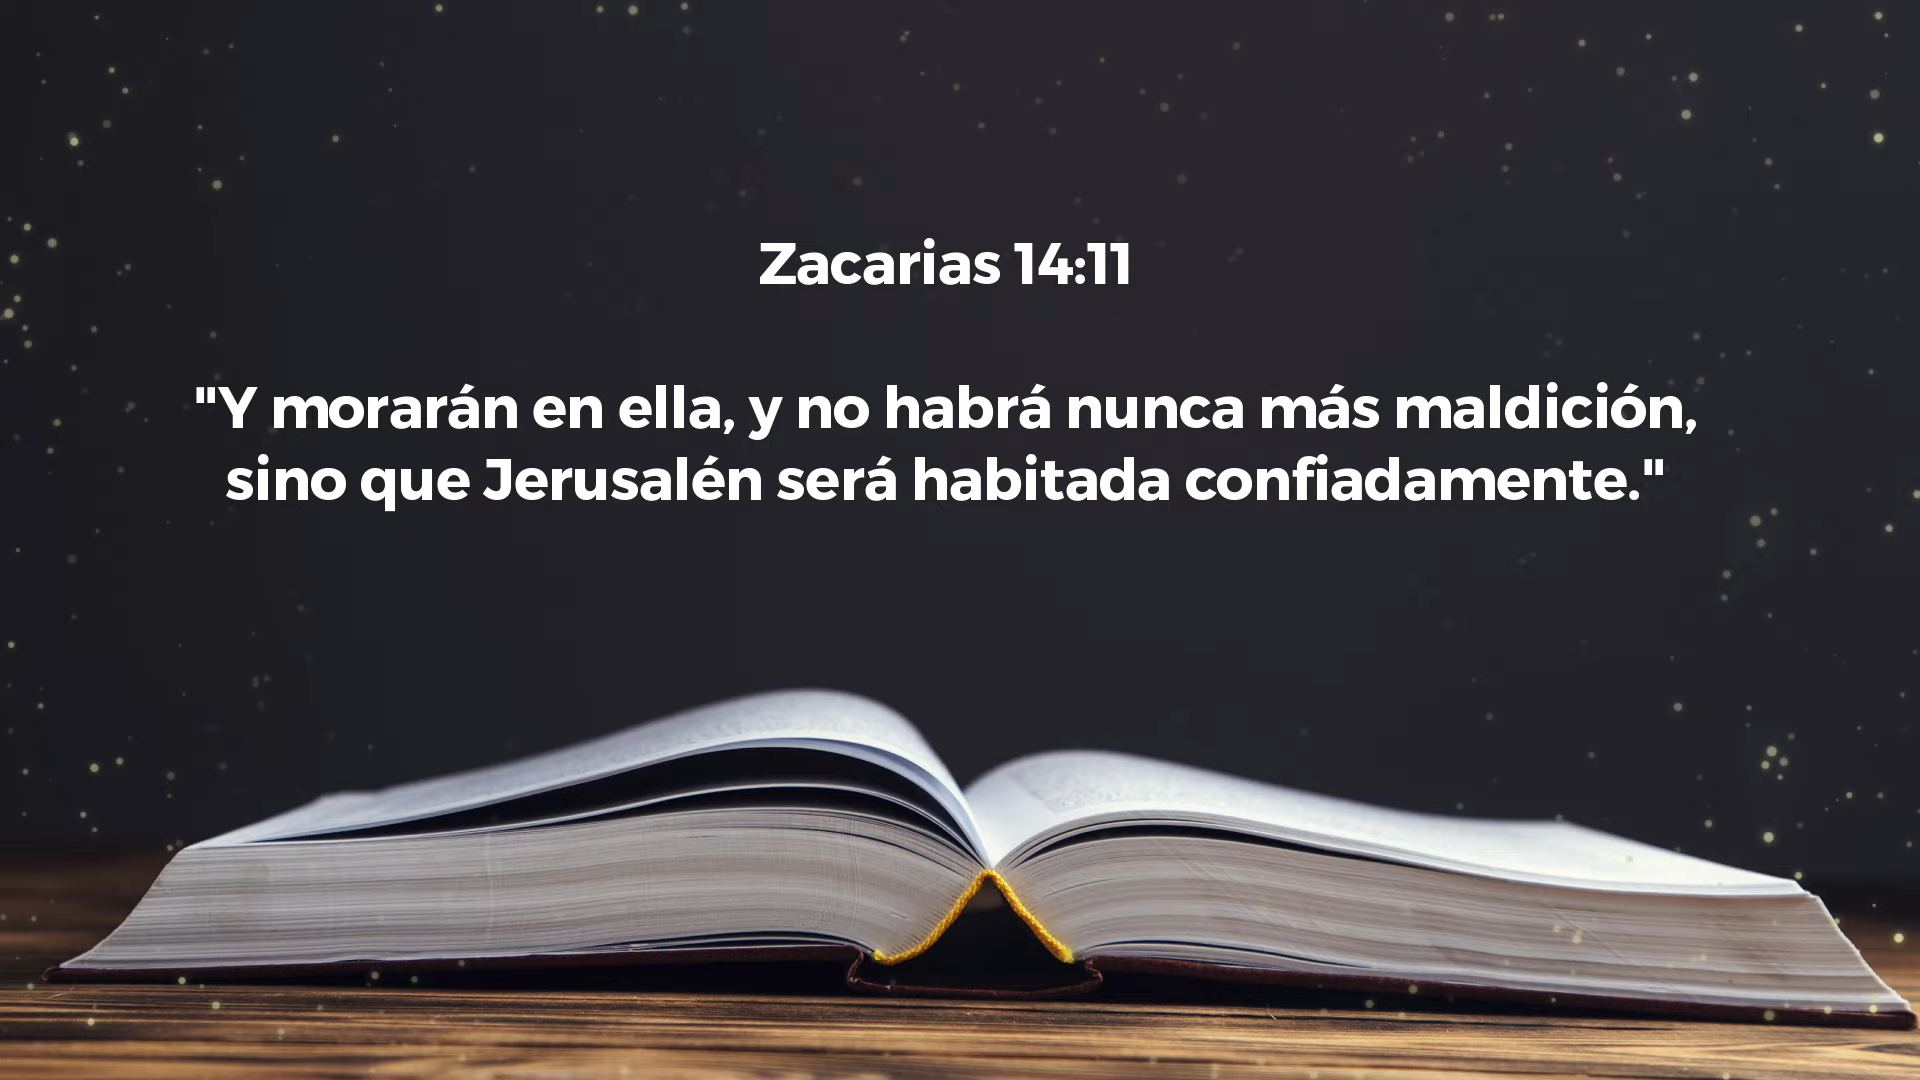 Zacarias 14:11
"Y morarán en ella, y no habrá nunca más maldición,
sino que Jerusalén será habitada confiadamente."